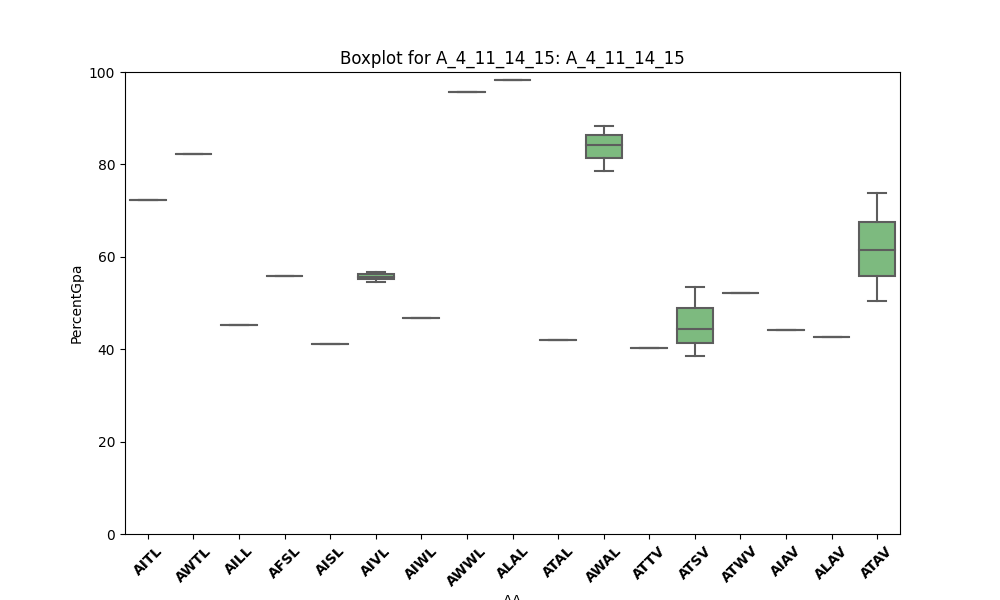 Boxplot for A_4_11_14_15: A_4_11_14_15
PercentGpa
100
80
60
40
20
0
AITL
AWTL
AILL
AFSL
AISL
AIVL
AIWL
AWWL
ALAL
ATAL
AWAL
ATTV
ATSV
ATWV
AIAV
ALAV
ATAV
AA